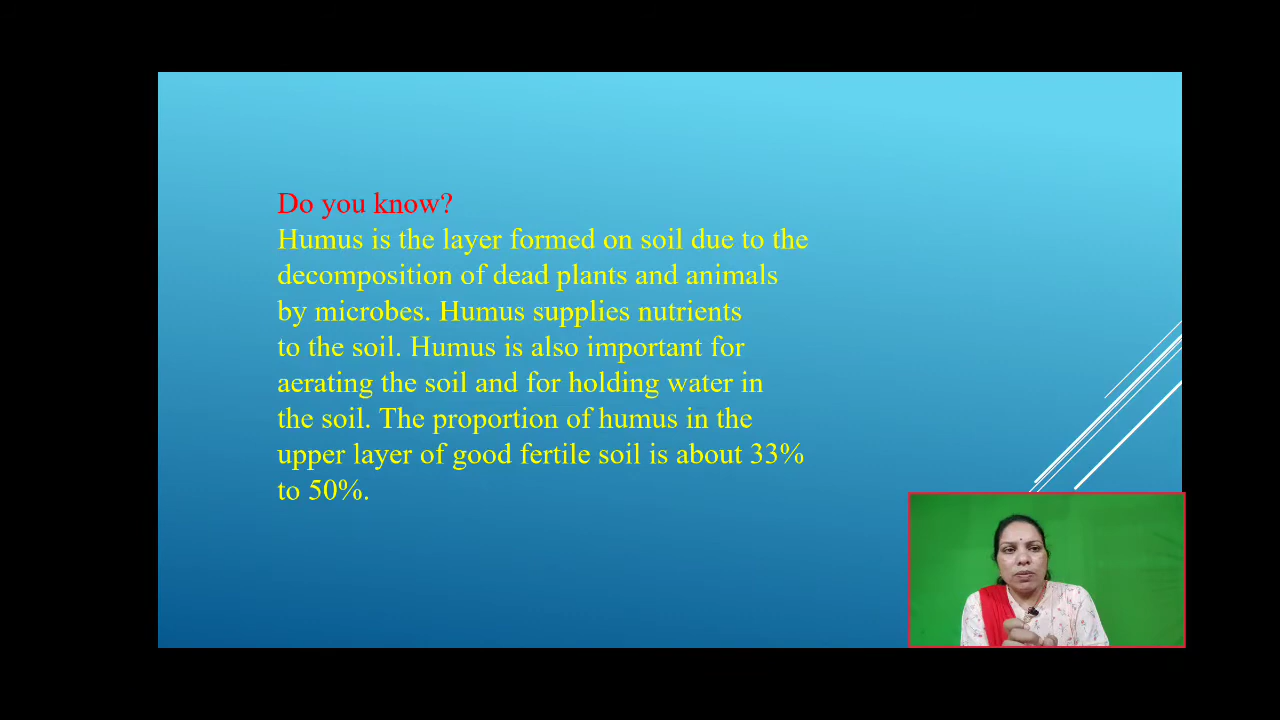 Do you know?
Humus is the layer formed on soil due to the
decomposition of dead plants and animals
by microbes. Humus supplies nutrients
to the soil. Humus is also important for
aerating the soil and for holding water in
the soil. The proportion of humus in the
upper layer of good fertile soil is about 33%
to 50%.